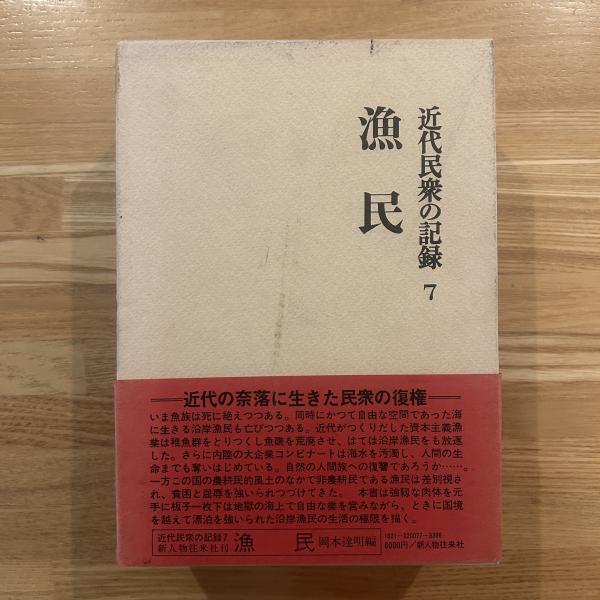 近代民衆の記録 7
漁民
近代の奈落に生きた民衆の復権
いま魚族は死に絶えつつある。同時にかつて自由な空間であった海
に生きる沿岸漁民も亡びつつある。近代がつくりだした資本主義漁
業は稚魚群をとりつくし魚礁を荒廃させ、はては沿岸漁民をも放逐
した。さらに内陸の大企業コンビナートは海水を汚濁し、人間の生
命までも奪いはじめている。自然の人間族への復讐であろうか……。
一方この国の農耕民的風土のなかで非農耕民である漁民は差別視さ
れ、貧困と屈辱を強いられつづけてきた。 本書は強靱な肉体を元
手に板子一枚下は地獄の海上で自由な業を営みながら、ときに国境
を越えて漂泊を強いられた沿岸漁民の生活の極限を描く。
近代民衆の記録7
新人物往来社刊
漁民
岡本達明編
1021-520077-3306
6000円/新人物往来社